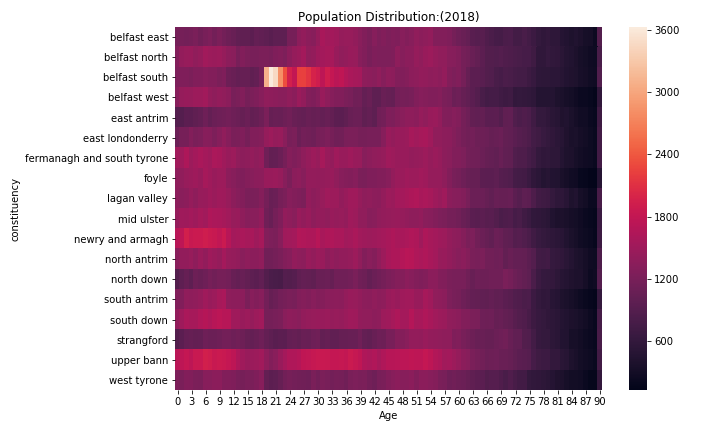 Population Distribution:(2018)
belfast east
belfast north
belfast south
belfast west
east antrim
east londonderry
fermanagh and south tyrone
foyle
lagan valley
mid ulster
newry and armagh
north antrim
north down
south antrim
south down
strangford
upper bann
west tyrone
constituency
0 3 6 9 12 15 18 21 24 27 30 33 36 39 42 45 48 51 54 57 60 63 66 69 72 75 78 81 84 87 90
Age
3600
3000
2400
1800
1200
600